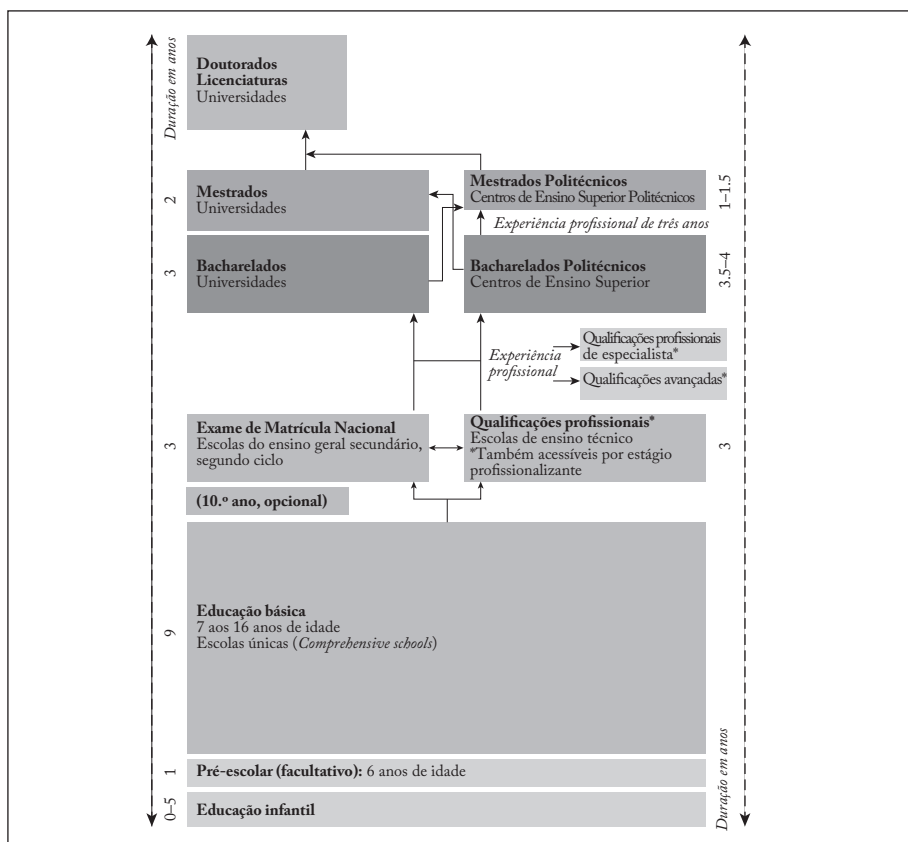 Duração em anos
Doutorados
Licenciaturas
Universidades
2
Mestrados
Universidades
Mestrados Politécnicos
Centros de Ensino Superior Politécnicos
1–1.5
Experiência profissional de três anos
3
Bacharelados
Universidades
Bacharelados Politécnicos
Centros de Ensino Superior
3.5–4
Experiência
profissional
Qualificações profissionais
de especialista*
Qualificações avançadas*
3
Exame de Matrícula Nacional
Escolas do ensino geral secundário,
segundo ciclo
Qualificações profissionais*
Escolas de ensino técnico
*Também acessíveis por estágio
profissionalizante
3
(10.º ano, opcional)
9
Educação básica
7 aos 16 anos de idade
Escolas únicas (Comprehensive schools)
1
Pré-escolar (facultativo): 6 anos de idade
0–5
Educação infantil
Duração em anos